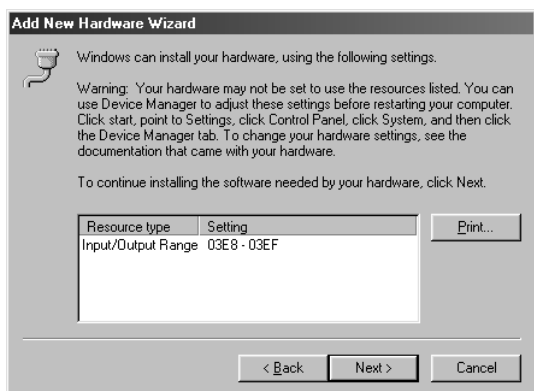 Add New Hardware Wizard
Windows can install your hardware, using the following settings.
Warning: Your hardware may not be set to use the resources listed. You can
use Device Manager to adjust these settings before restarting your computer.
Click start, point to Settings, click Control Panel, click System, and then click
the Device Manager tab. To change your hardware settings, see the
documentation that came with your hardware.
To continue installing the software needed by your hardware, click Next.
Resource type Setting
Input/Output Range 03E8 - 03EF
Print...
< Back Next > Cancel